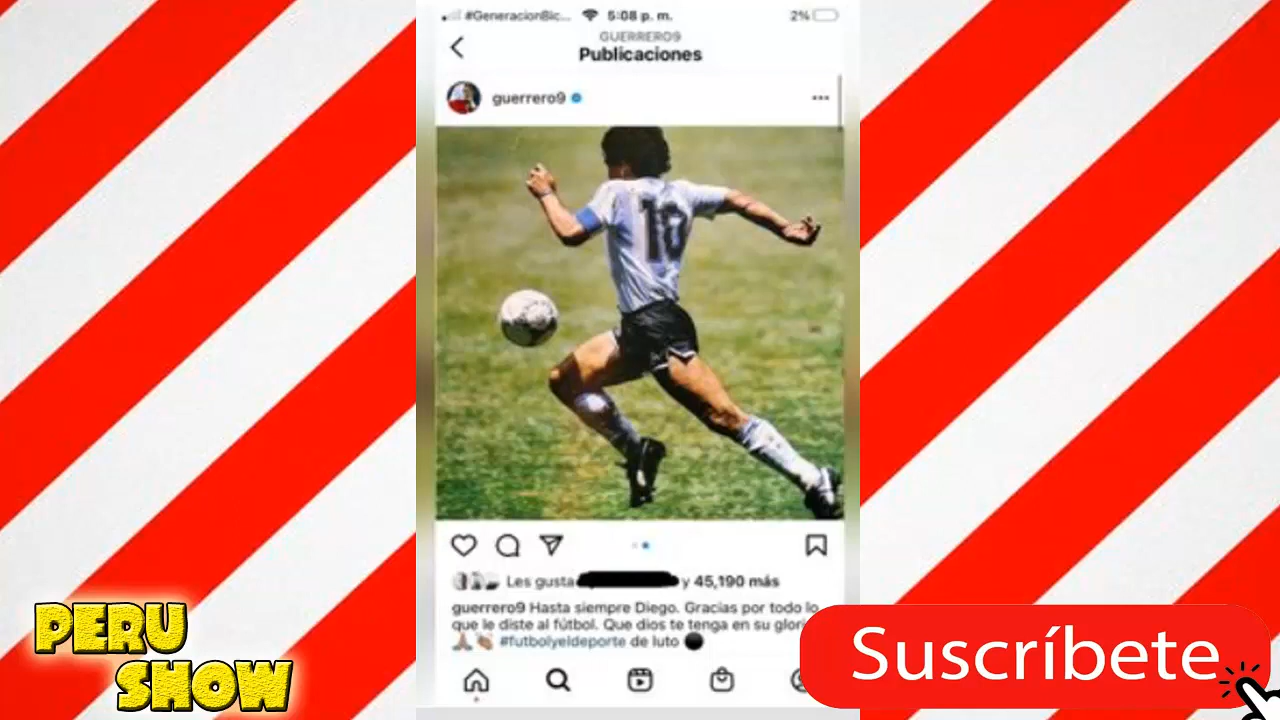 #GeneracionBic... 5:08 p. m. 2%
GUERRERO9
Publicaciones
guerrero9
10
Les gusta y 45,190 más
guerrero9 Hasta siempre Diego. Gracias por todo lo
que le diste al fútbol. Que dios te tenga en su glori
#futbolyeldeporte de luto
PERU
SHOW
Suscríbete